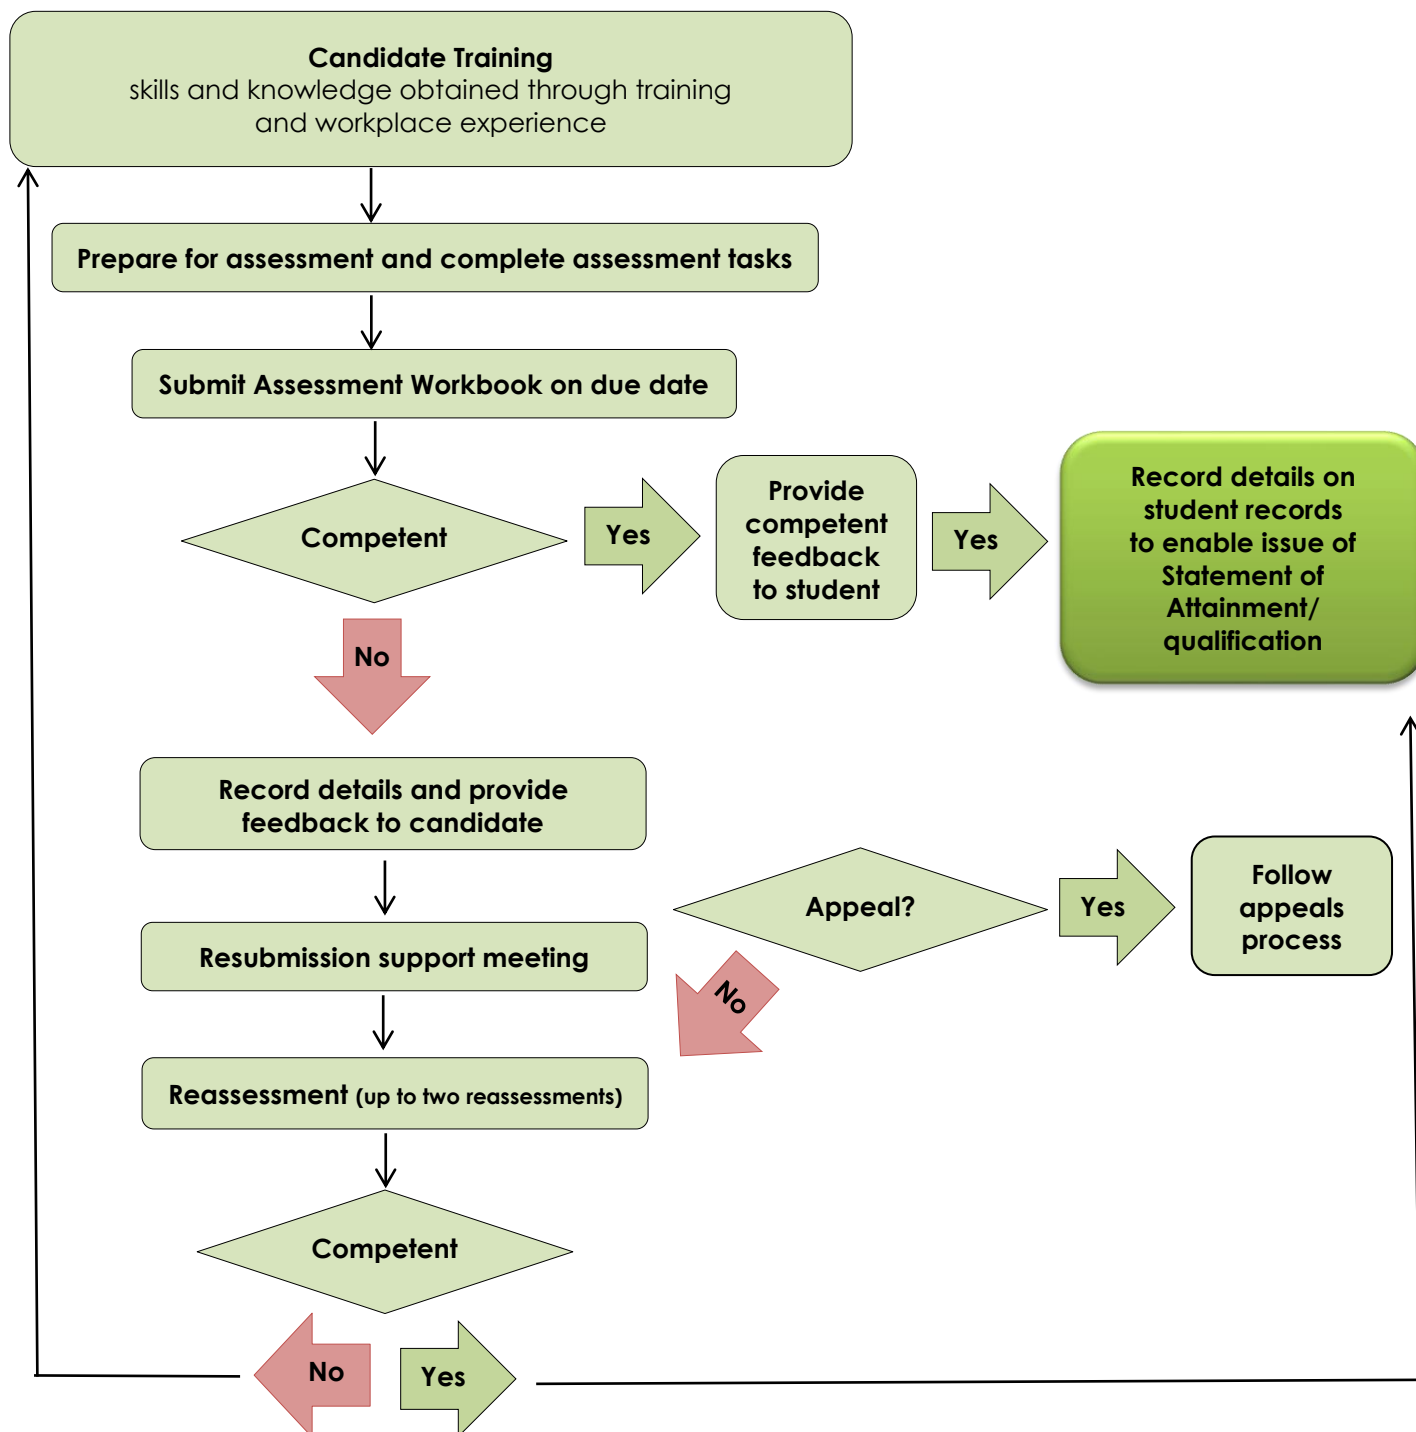 Candidate Training
skills and knowledge obtained through training
and workplace experience
Prepare for assessment and complete assessment tasks
Submit Assessment Workbook on due date
Competent
Yes
Provide
competent
feedback
to student
Yes
Record details on
student records
to enable issue of
Statement of
Attainment/
qualification
No
Record details and provide
feedback to candidate
Appeal?
Yes
Follow
appeals
process
Resubmission support meeting
No
Reassessment (up to two reassessments)
Competent
No
Yes